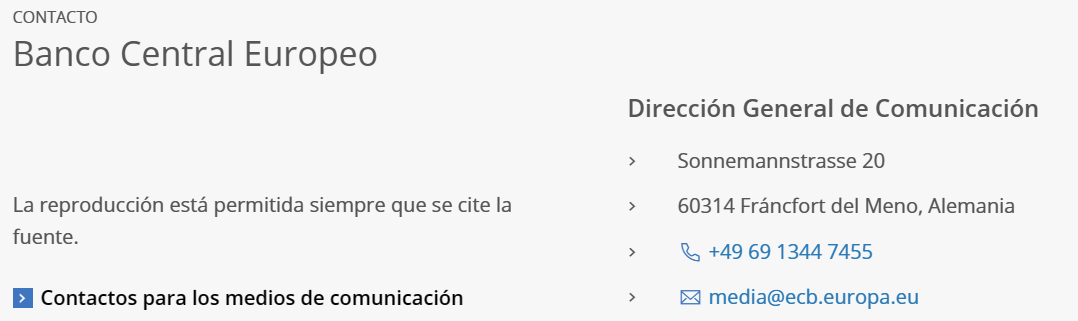 CONTACTO
Banco Central Europeo
Dirección General de Comunicación
Sonnemannstrasse 20
60314 Fráncfort del Meno, Alemania
+49 69 1344 7455
media@ecb.europa.eu
La reproducción está permitida siempre que se cite la
fuente.
Contactos para los medios de comunicación